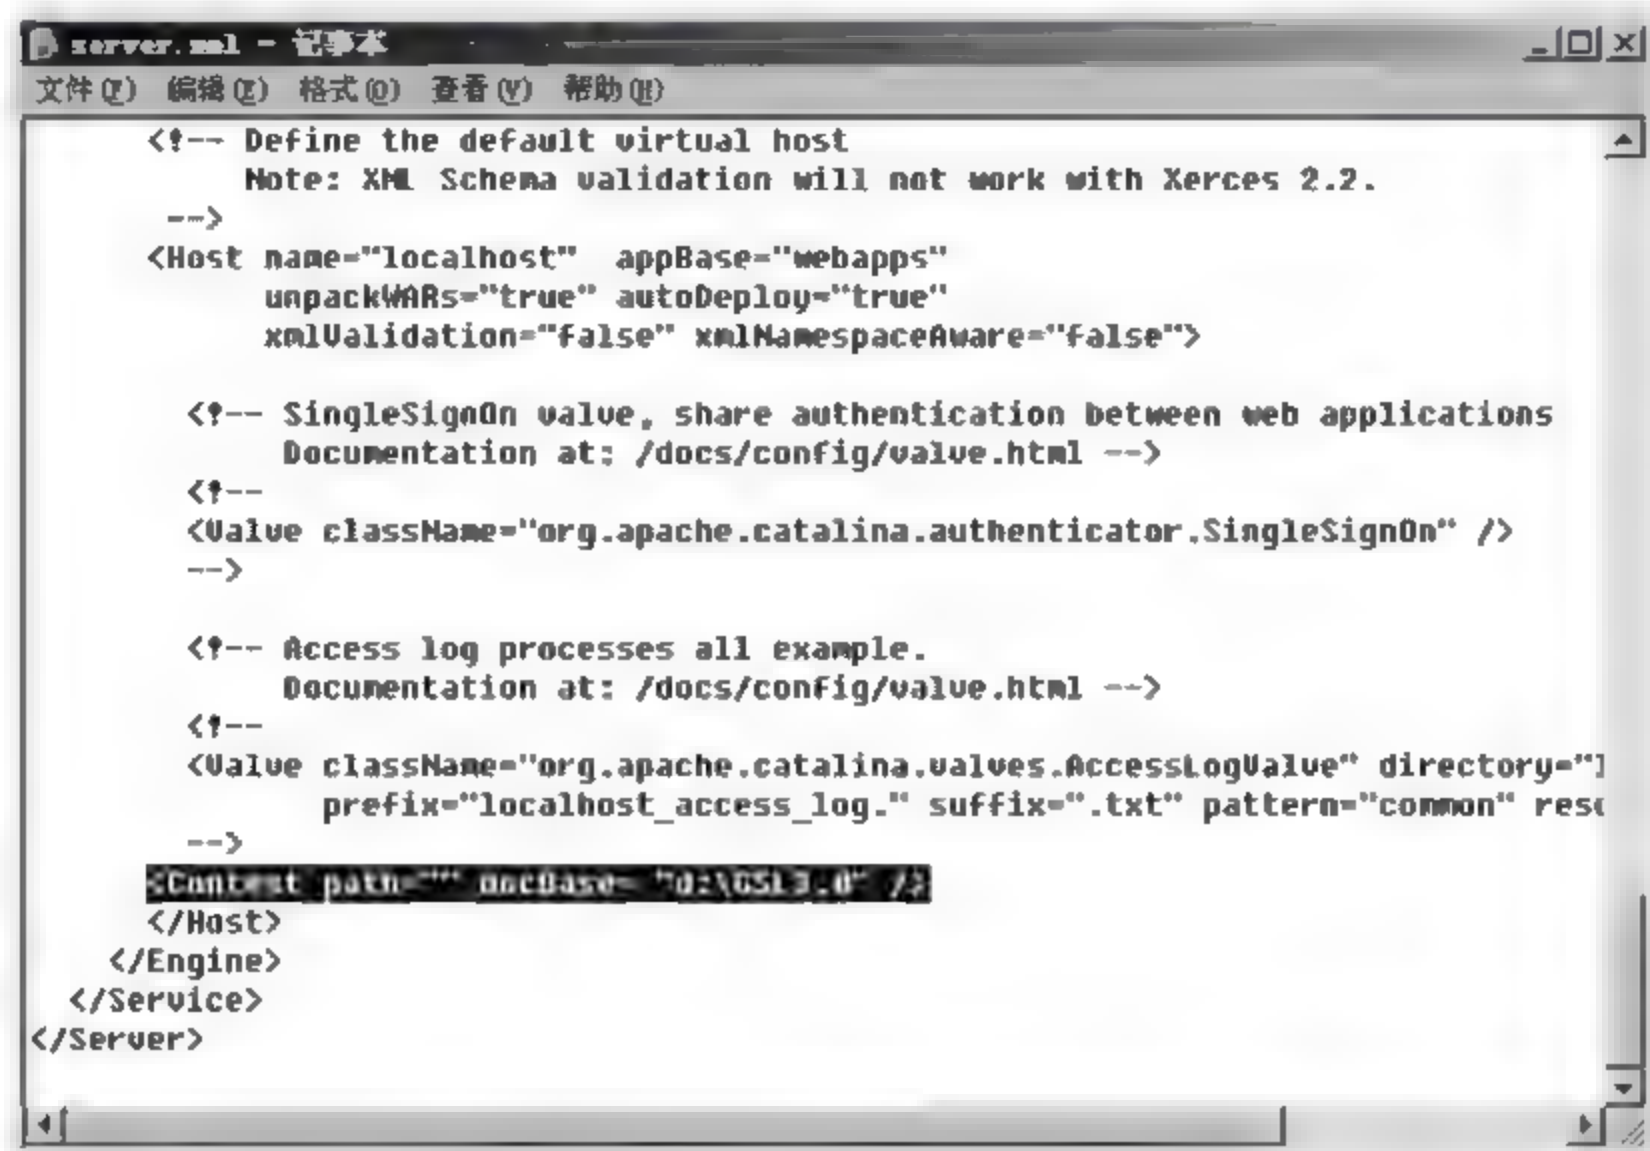 server.xml - 记事本
文件(F) 编辑(E) 格式(O) 查看(V) 帮助(H)
<!-- Define the default virtual host
Note: XML Schema validation will not work with Xerces 2.2.
-->
<Host name="localhost" appBase="webapps"
unpackWARs="true" autoDeploy="true"
xmlValidation="false" xmlNamespaceAware="false">
<!-- SingleSignOn valve, share authentication between web applications
Documentation at: /docs/config/valve.html -->
<!--
<Valve className="org.apache.catalina.authenticator.SingleSignOn" />
-->
<!-- Access log processes all example.
Documentation at: /docs/config/valve.html -->
<!--
<Valve className="org.apache.catalina.valves.AccessLogValve" directory="l
prefix="localhost_access_log." suffix=".txt" pattern="common" reso
-->
<Context path="" docBase= "d:\GSL3.0" />
</Host>
</Engine>
</Service>
</Server>